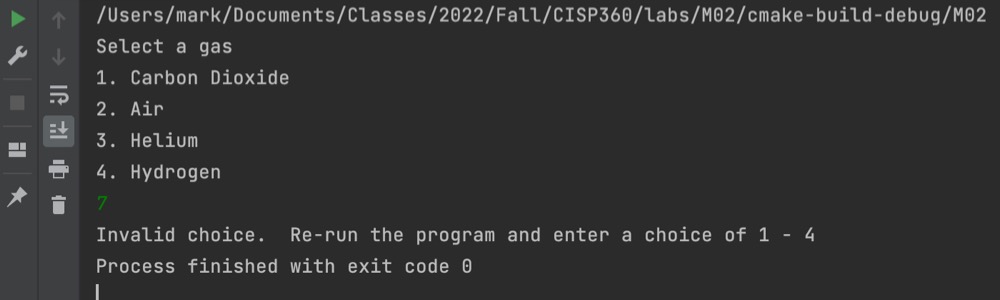 /Users/mark/Documents/Classes/2022/Fall/CISP360/labs/M02/cmake-build-debug/M02
Select a gas
1. Carbon Dioxide
2. Air
3. Helium
4. Hydrogen
7
Invalid choice.  Re-run the program and enter a choice of 1 - 4
Process finished with exit code 0